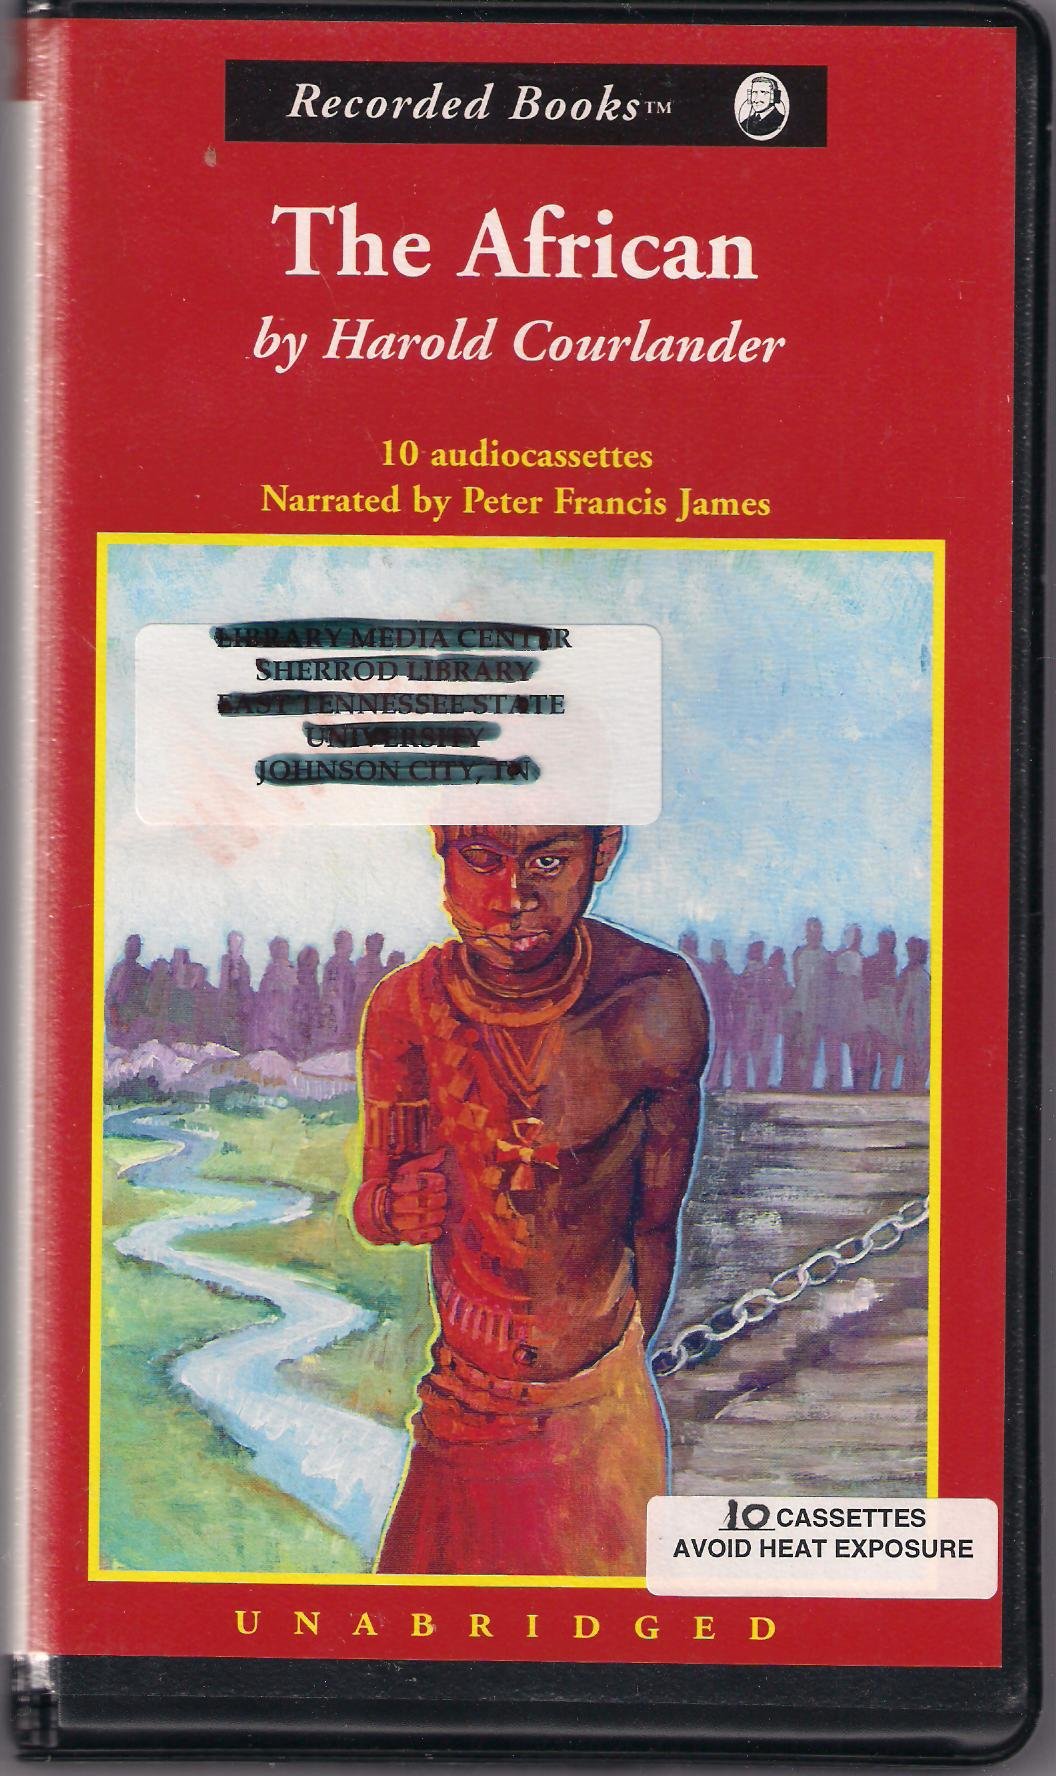 Recorded Books™
The African
by Harold Courlander
10 audiocassettes
Narrated by Peter Francis James
LIBRARY MEDIA CENTER
SHERROD LIBRARY
EAST TENNESSEE STATE
UNIVERSITY
JOHNSON CITY, TN
10 CASSETTES
AVOID HEAT EXPOSURE
UNABRIDGED